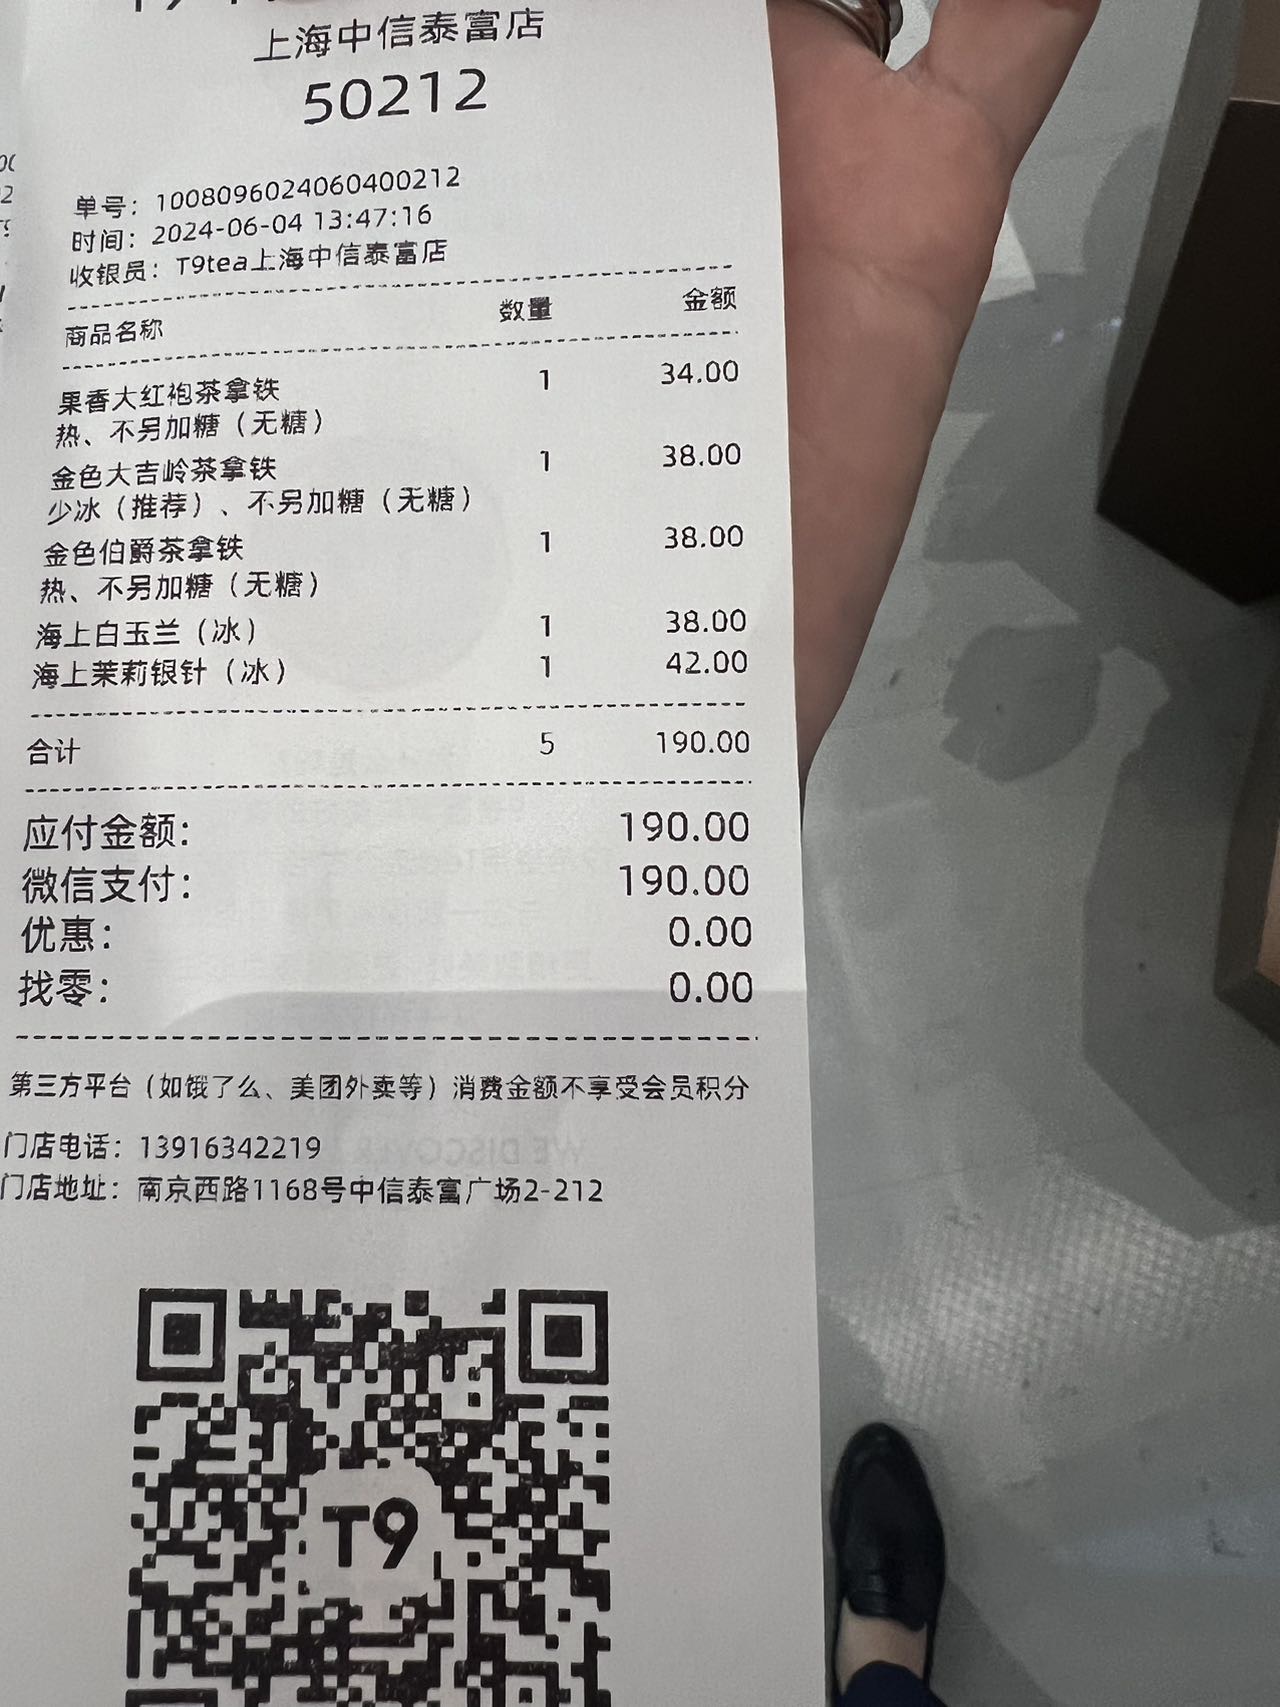 上海中信泰富店
50212
单号：1008096024060400212
时间：2024-06-04 13:47:16
收银员：T9tea上海中信泰富店
商品名称 数量 金额
果香大红袍茶拿铁 1 34.00
热、不另加糖（无糖）
金色大吉岭茶拿铁 1 38.00
少冰（推荐）、不另加糖（无糖）
金色伯爵茶拿铁 1 38.00
热、不另加糖（无糖）
海上白玉兰（冰） 1 38.00
海上茉莉银针（冰） 1 42.00
合计 5 190.00
应付金额: 190.00
微信支付: 190.00
优惠: 0.00
找零: 0.00
第三方平台（如饿了么、美团外卖等）消费金额不享受会员积分
门店电话：13916342219
门店地址：南京西路1168号中信泰富广场2-212
T9